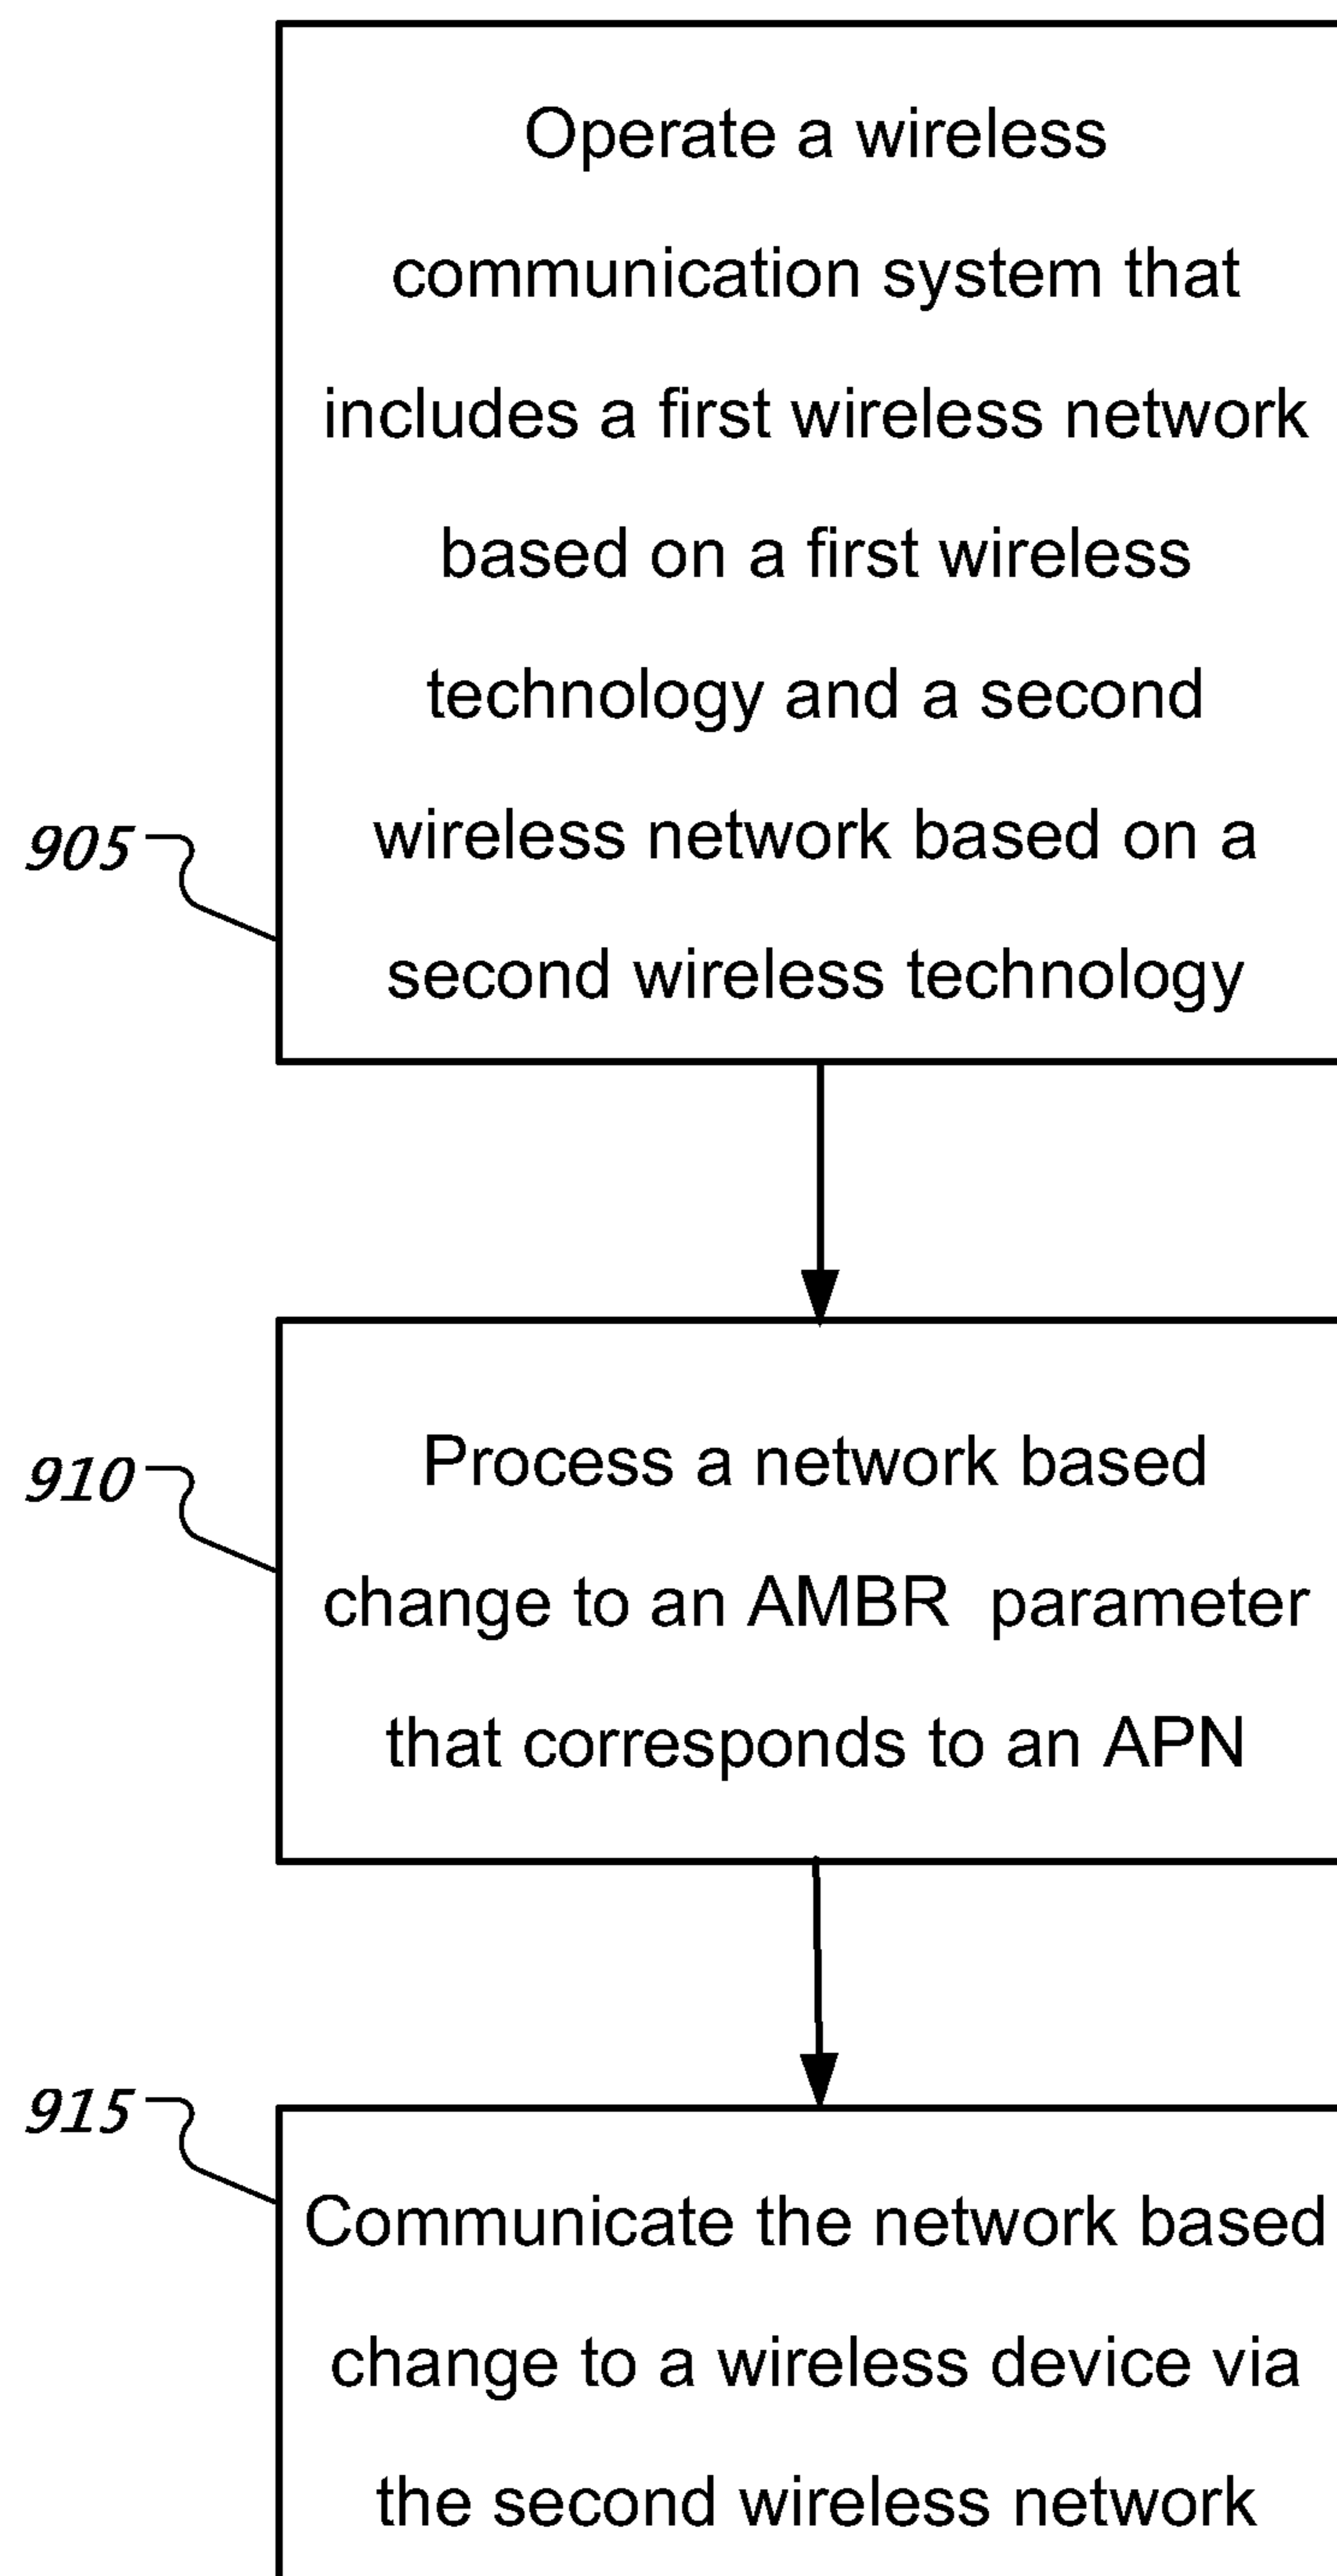 Operate a wireless
communication system that
includes a first wireless network
based on a first wireless
technology and a second
wireless network based on a
second wireless technology
905
Process a network based
change to an AMBR  parameter
that corresponds to an APN
910
Communicate the network based
change to a wireless device via
the second wireless network
915